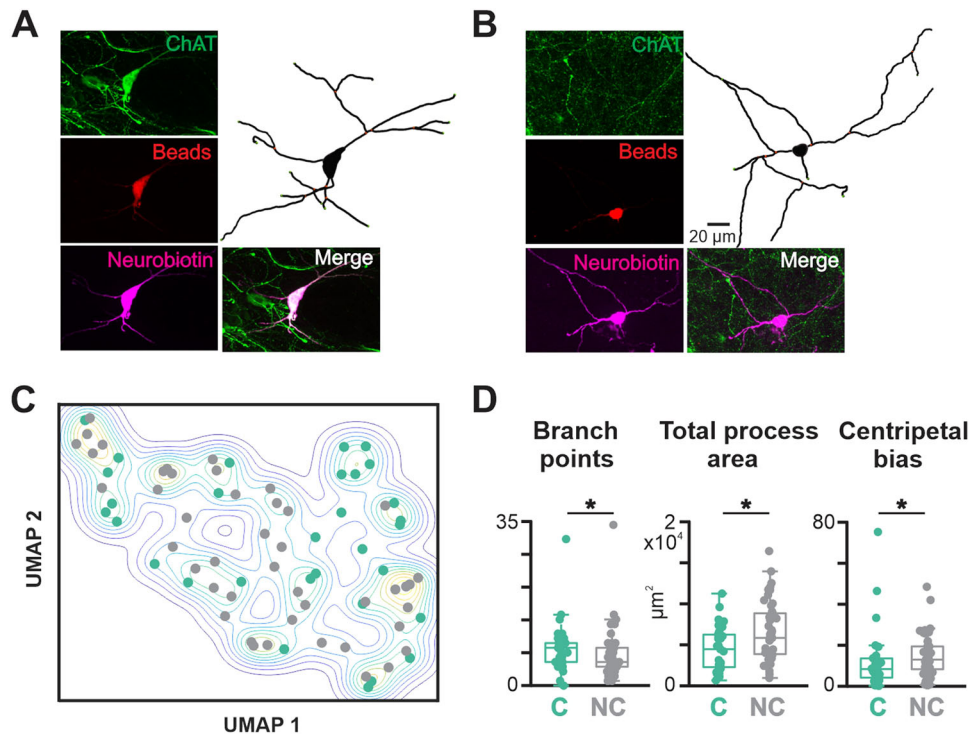 A
ChAT
Beads
Neurobiotin
Merge
B
ChAT
Beads
20 µm
Neurobiotin
Merge
C
UMAP 2
UMAP 1
D
Branch
points
*
35
0
C NC
Total process
area
*
2
x10⁴
µm²
0
C NC
Centripetal
bias
*
80
0
C NC